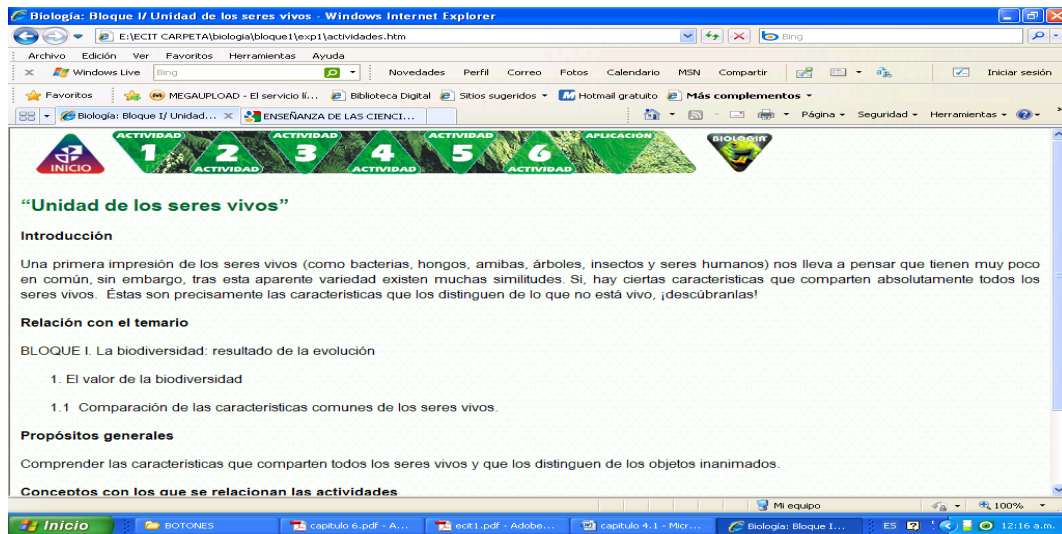 Biología: Bloque I/ Unidad de los seres vivos - Windows Internet Explorer
E:\ECIT CARPETA\biologia\bloque1\exp1\actividades.htm
Bing
Archivo Edición Ver Favoritos Herramientas Ayuda
Windows Live Bing Novedades Perfil Correo Fotos Calendario MSN Compartir Iniciar sesión
Favoritos MEGAUPLOAD - El servicio lí... Biblioteca Digital Sitios sugeridos Hotmail gratuito Más complementos
Biología: Bloque I/ Unidad... ENSEÑANZA DE LAS CIENCI... Página Seguridad Herramientas
INICIO ACTIVIDAD 1 2 ACTIVIDAD ACTIVIDAD 3 4 ACTIVIDAD ACTIVIDAD 5 6 ACTIVIDAD APLICACIÓN BIOLOGÍA
“Unidad de los seres vivos”
Introducción
Una primera impresión de los seres vivos (como bacterias, hongos, amibas, árboles, insectos y seres humanos) nos lleva a pensar que tienen muy poco
en común, sin embargo, tras esta aparente variedad existen muchas similitudes. Sí, hay ciertas características que comparten absolutamente todos los
seres vivos. Éstas son precisamente las características que los distinguen de lo que no está vivo, ¡descúbranlas!
Relación con el temario
BLOQUE I. La biodiversidad: resultado de la evolución
1. El valor de la biodiversidad
1.1 Comparación de las características comunes de los seres vivos.
Propósitos generales
Comprender las características que comparten todos los seres vivos y que los distinguen de los objetos inanimados.
Conceptos con los que se relacionan las actividades
Mi equipo 100%
Inicio BOTONES capitulo 6.pdf - A... ecit1.pdf - Adobe... capitulo 4.1 - Micr... Biología: Bloque I... ES 12:16 a.m.